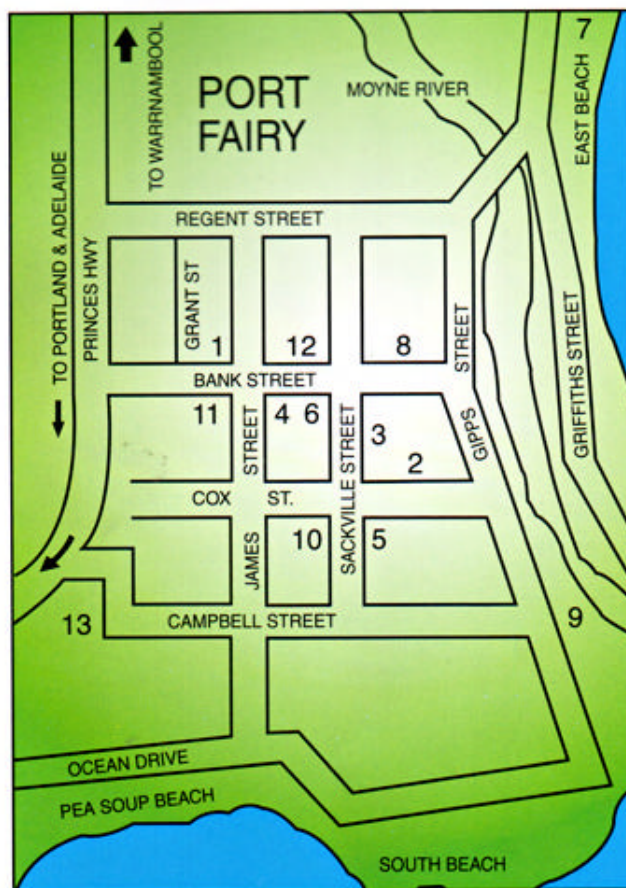 7
TO WARRNAMBOOL
PORT
FAIRY
MOYNE RIVER
EAST BEACH
TO PORTLAND & ADELAIDE
PRINCES HWY
REGENT STREET
GRANT ST
1
12
8
STREET
GRIFFITHS STREET
BANK STREET
11
STREET
4 6
SACKVILLE STREET
3
2
GIPPS
COX ST.
JAMES
10
5
13
CAMPBELL STREET
9
OCEAN DRIVE
PEA SOUP BEACH
SOUTH BEACH